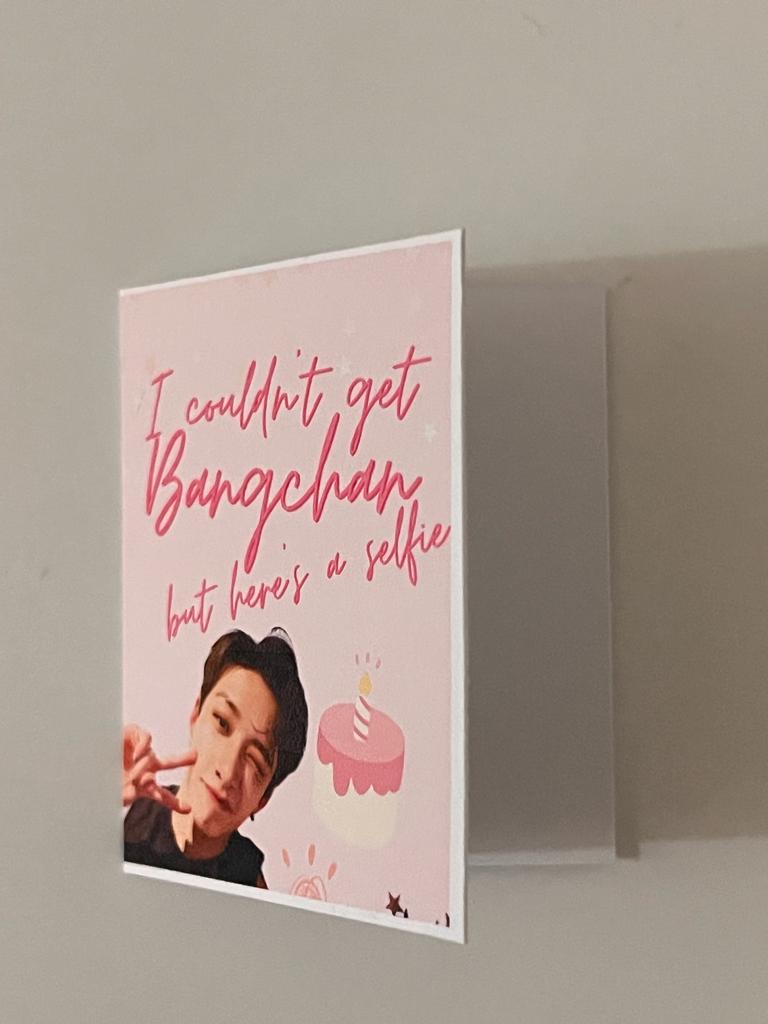 I couldn't get
Bangchan
but here's a selfie